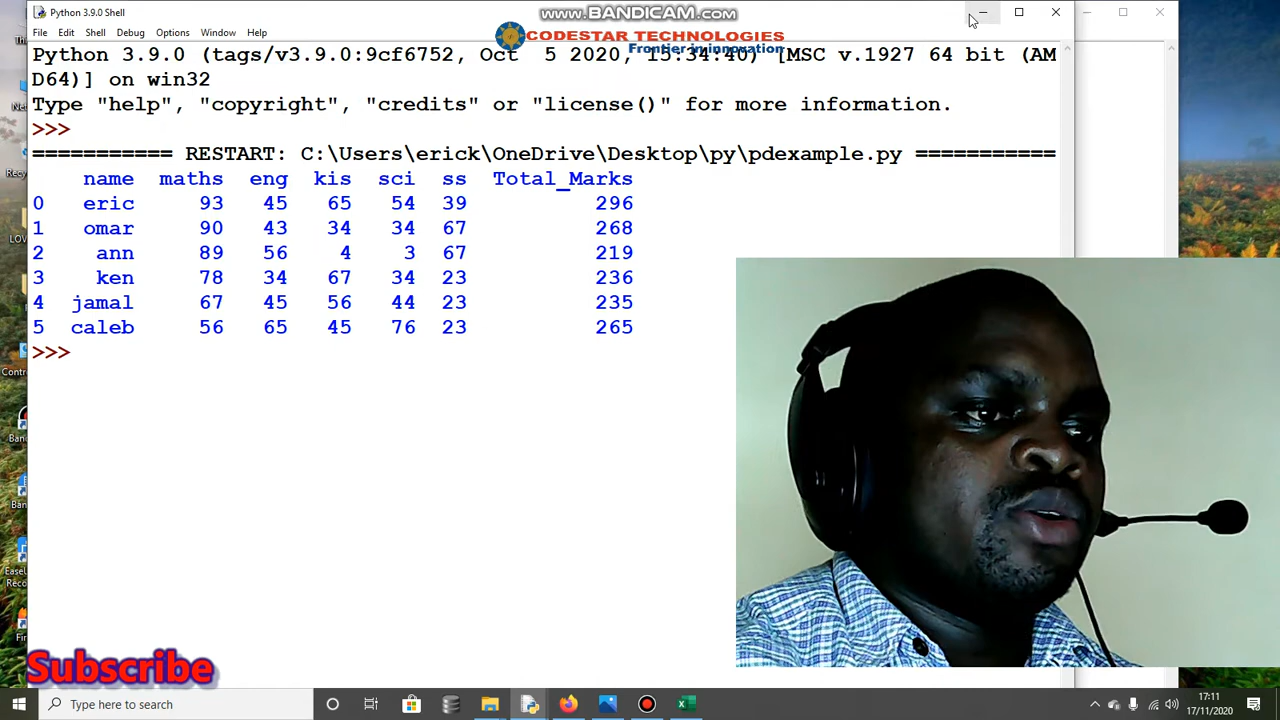 Python 3.9.0 Shell
www.BANDICAM.com
File Edit Shell Debug Options Window Help
CODESTAR TECHNOLOGIES
Frontier in innovation
Python 3.9.0 (tags/v3.9.0:9cf6752, Oct  5 2020, 15:34:40) [MSC v.1927 64 bit (AM
D64)] on win32
Type "help", "copyright", "credits" or "license()" for more information.
>>>
=========== RESTART: C:\Users\erick\OneDrive\Desktop\py\pdexample.py ===========
name maths eng kis sci ss Total_Marks
0 eric 93 45 65 54 39 296
1 omar 90 43 34 34 67 268
2 ann 89 56 4 3 67 219
3 ken 78 34 67 34 23 236
4 jamal 67 45 56 44 23 235
5 caleb 56 65 45 76 23 265
>>>
Subscribe
Type here to search
17:11
17/11/2020